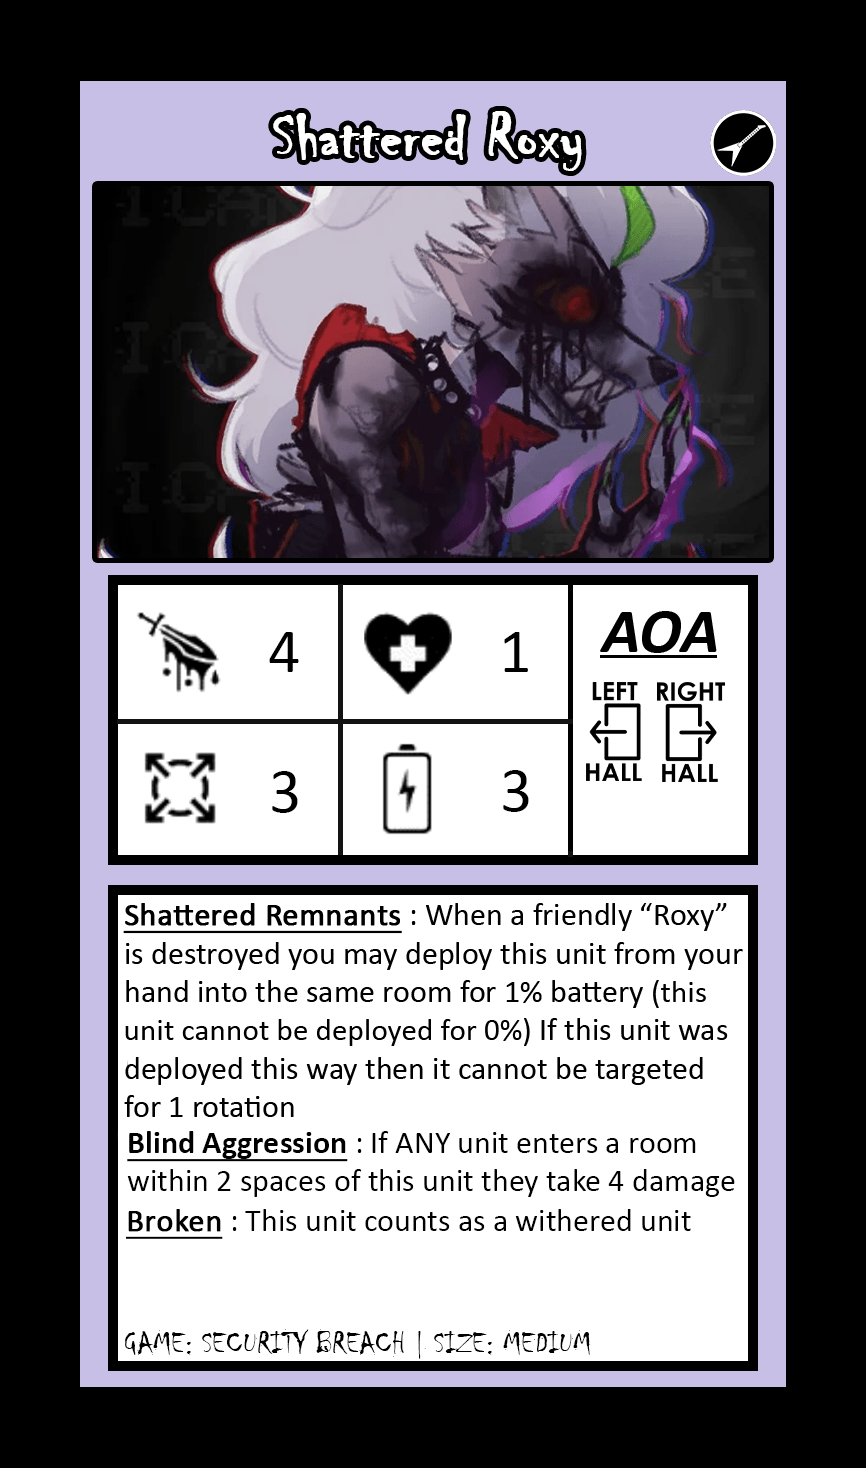 Shattered Roxy
I CAN
I CA
I C
4
1
AOA
LEFT RIGHT
HALL HALL
3
3
Shattered Remnants : When a friendly “Roxy”
is destroyed you may deploy this unit from your
hand into the same room for 1% battery (this
unit cannot be deployed for 0%) If this unit was
deployed this way then it cannot be targeted
for 1 rotation
Blind Aggression : If ANY unit enters a room
within 2 spaces of this unit they take 4 damage
Broken : This unit counts as a withered unit
GAME: SECURITY BREACH | SIZE: MEDIUM